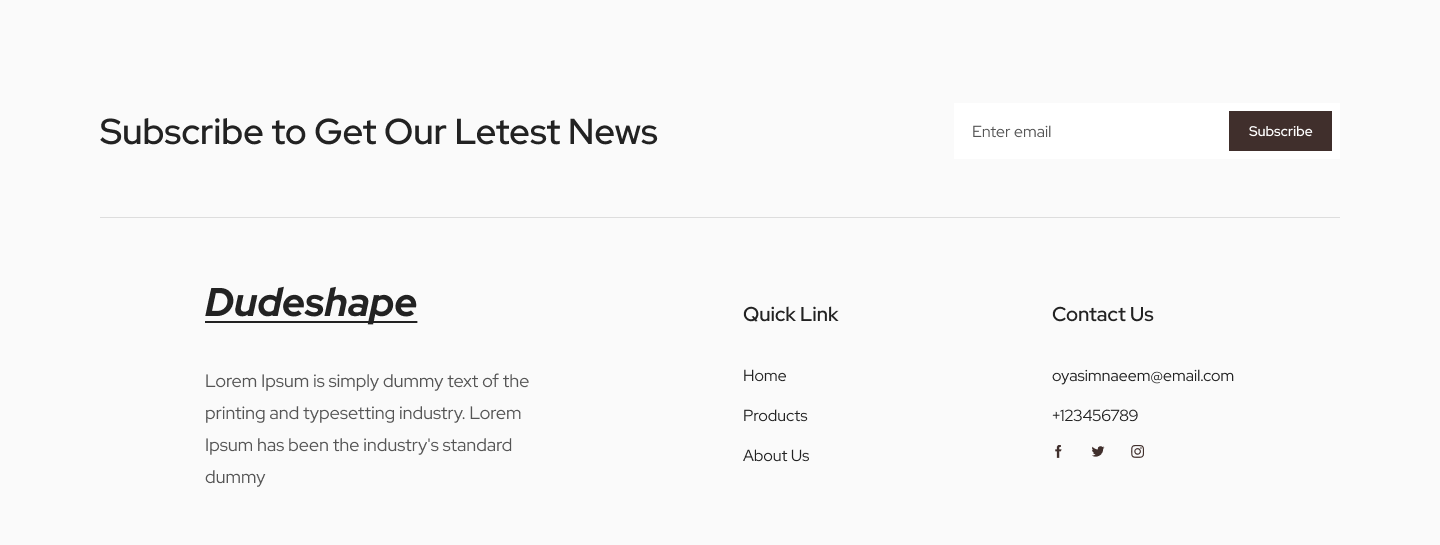 Subscribe to Get Our Letest News
Enter email
Subscribe
Dudeshape
Lorem Ipsum is simply dummy text of the
printing and typesetting industry. Lorem
Ipsum has been the industry's standard
dummy
Quick Link
Home
Products
About Us
Contact Us
oyasimnaeem@email.com
+123456789